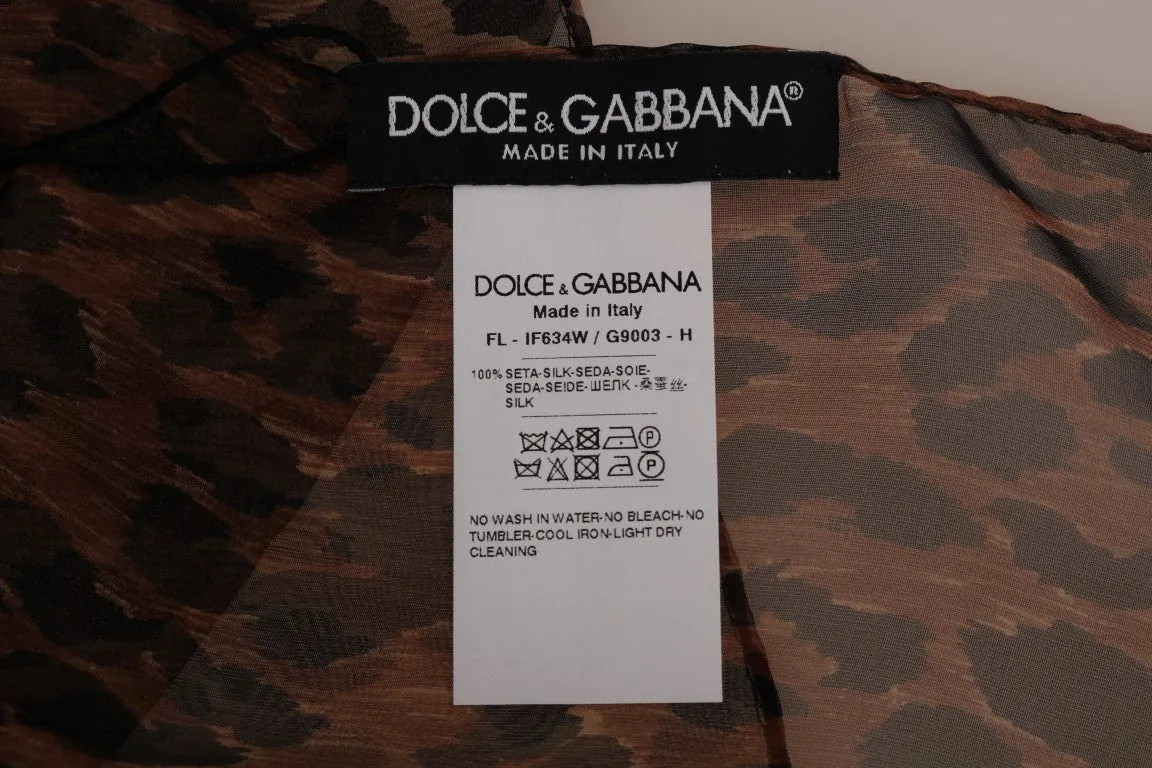 DOLCE & GABBANA®
MADE IN ITALY
DOLCE & GABBANA
Made in Italy
FL - IF634W / G9003 - H
100% SETA-SILK-SEDA-SOIE-
SEDA-SEIDE-ШЕЛК -桑蚕丝-
SILK
P
P
NO WASH IN WATER-NO BLEACH-NO
TUMBLER-COOL IRON-LIGHT DRY
CLEANING